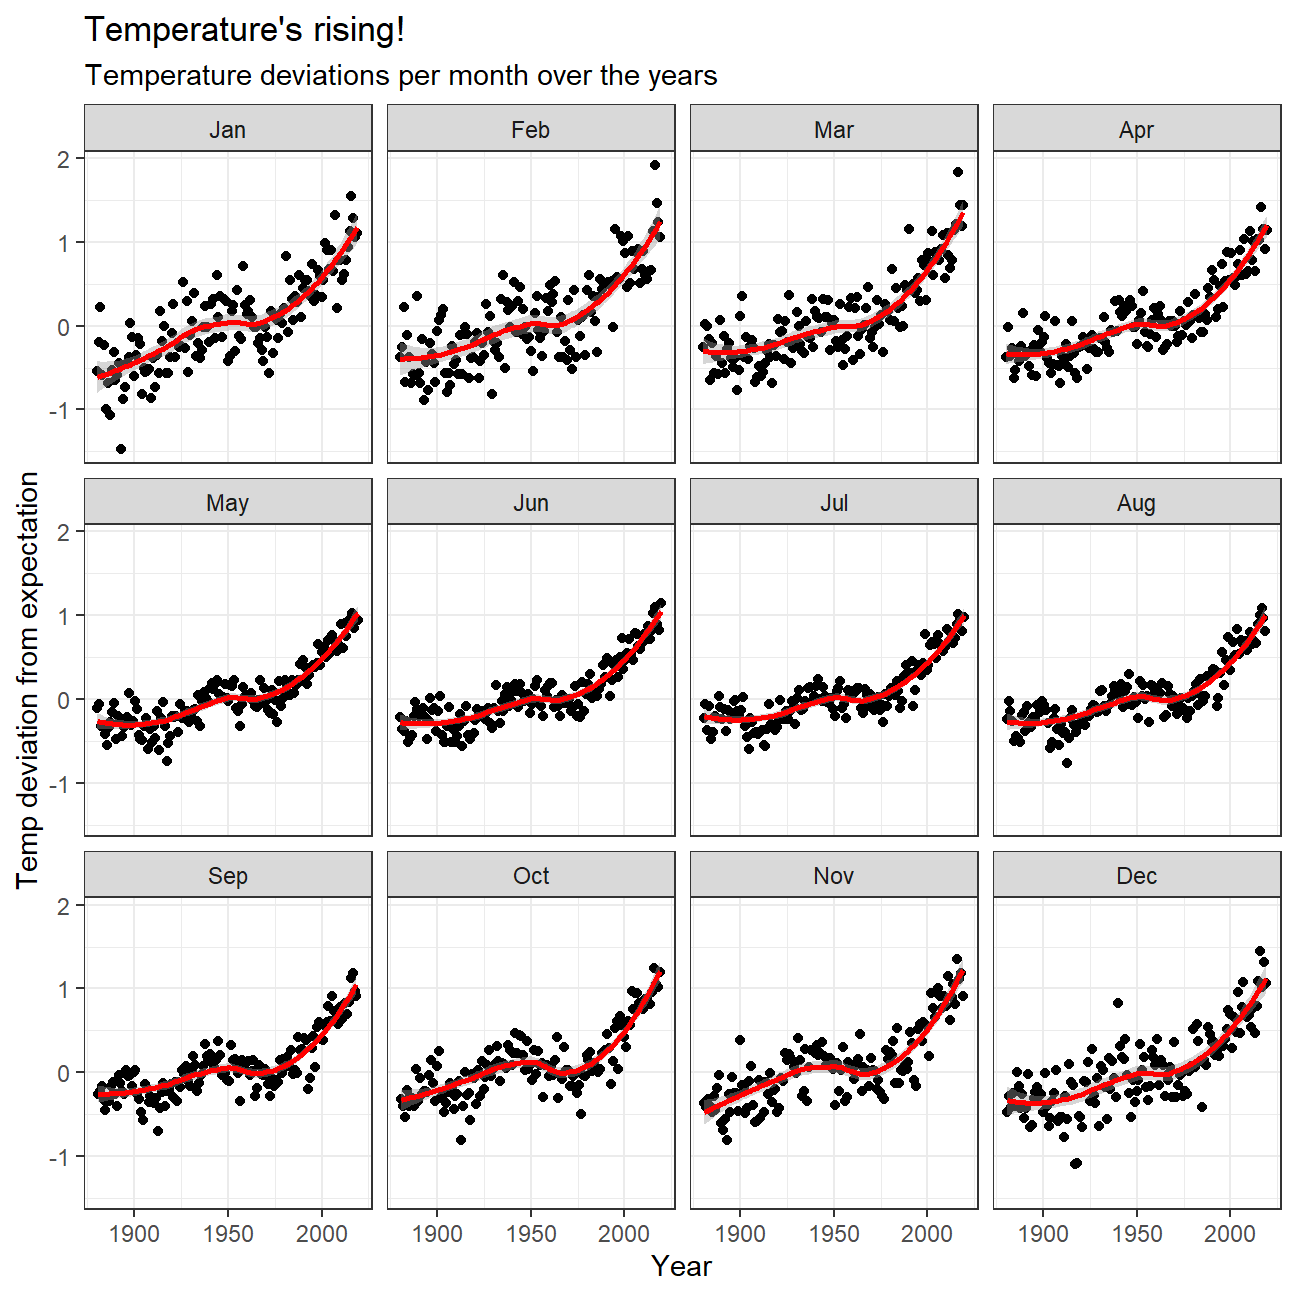 Temperature's rising!
Temperature deviations per month over the years
Jan Feb Mar Apr
2
1
0
-1
May Jun Jul Aug
2
1
0
-1
Temp deviation from expectation
Sep Oct Nov Dec
2
1
0
-1
1900 1950 2000 1900 1950 2000 1900 1950 2000 1900 1950 2000
Year